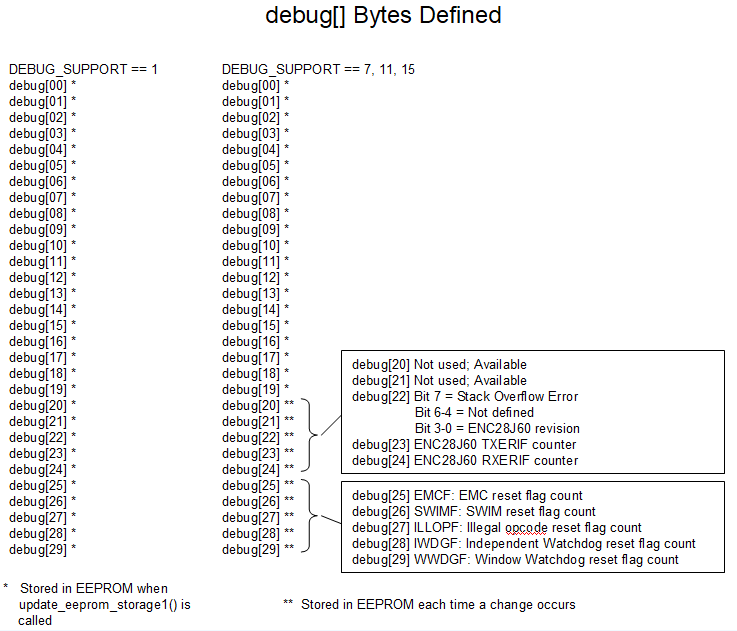 debug[] Bytes Defined
DEBUG_SUPPORT == 1
debug[00] *
debug[01] *
debug[02] *
debug[03] *
debug[04] *
debug[05] *
debug[06] *
debug[07] *
debug[08] *
debug[09] *
debug[10] *
debug[11] *
debug[12] *
debug[13] *
debug[14] *
debug[15] *
debug[16] *
debug[17] *
debug[18] *
debug[19] *
debug[20] *
debug[21] *
debug[22] *
debug[23] *
debug[24] *
debug[25] *
debug[26] *
debug[27] *
debug[28] *
debug[29] *
DEBUG_SUPPORT == 7, 11, 15
debug[00] *
debug[01] *
debug[02] *
debug[03] *
debug[04] *
debug[05] *
debug[06] *
debug[07] *
debug[08] *
debug[09] *
debug[10] *
debug[11] *
debug[12] *
debug[13] *
debug[14] *
debug[15] *
debug[16] *
debug[17] *
debug[18] *
debug[19] *
debug[20] **
debug[21] **
debug[22] **
debug[23] **
debug[24] **
debug[25] **
debug[26] **
debug[27] **
debug[28] **
debug[29] **
debug[20] Not used; Available
debug[21] Not used; Available
debug[22] Bit 7 = Stack Overflow Error
Bit 6-4 = Not defined
Bit 3-0 = ENC28J60 revision
debug[23] ENC28J60 TXERIF counter
debug[24] ENC28J60 RXERIF counter
debug[25] EMCF: EMC reset flag count
debug[26] SWIMF: SWIM reset flag count
debug[27] ILLOPF: Illegal opcode reset flag count
debug[28] IWDGF: Independent Watchdog reset flag count
debug[29] WWDGF: Window Watchdog reset flag count
* Stored in EEPROM when
update_eeprom_storage1() is
called
** Stored in EEPROM each time a change occurs